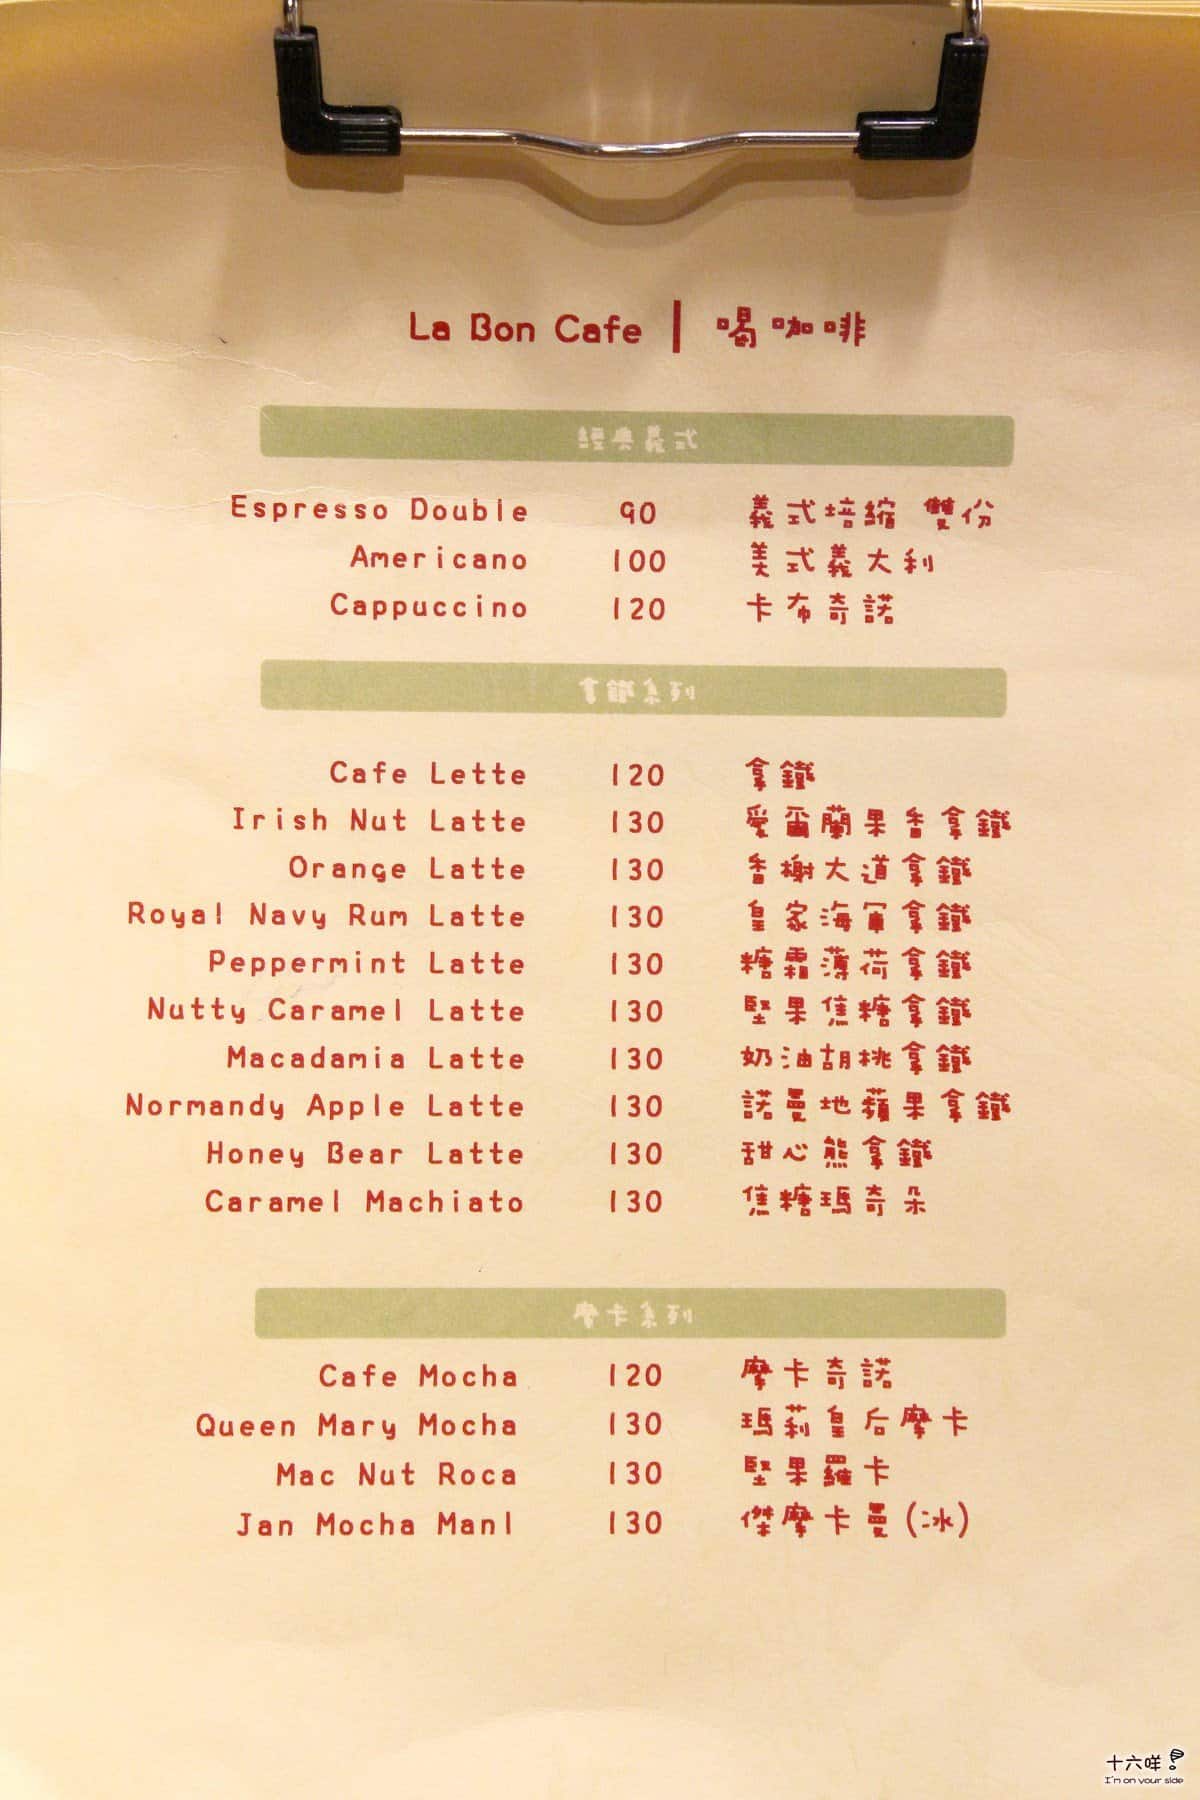 La Bon Cafe | 喝咖啡
經典義式
Espresso Double 90 義式培縮 雙份
Americano 100 美式義大利
Cappuccino 120 卡布奇諾
拿鐵系列
Cafe Lette 120 拿鐵
Irish Nut Latte 130 愛爾蘭果香拿鐵
Orange Latte 130 香榭大道拿鐵
Royal Navy Rum Latte 130 皇家海軍拿鐵
Peppermint Latte 130 糖霜薄荷拿鐵
Nutty Caramel Latte 130 堅果焦糖拿鐵
Macadamia Latte 130 奶油胡桃拿鐵
Normandy Apple Latte 130 諾曼地蘋果拿鐵
Honey Bear Latte 130 甜心熊拿鐵
Caramel Machiato 130 焦糖瑪奇朵
摩卡系列
Cafe Mocha 120 摩卡奇諾
Queen Mary Mocha 130 瑪莉皇后摩卡
Mac Nut Roca 130 堅果羅卡
Jan Mocha Manl 130 傑摩卡曼(冰)
十六咩
I'm on your side